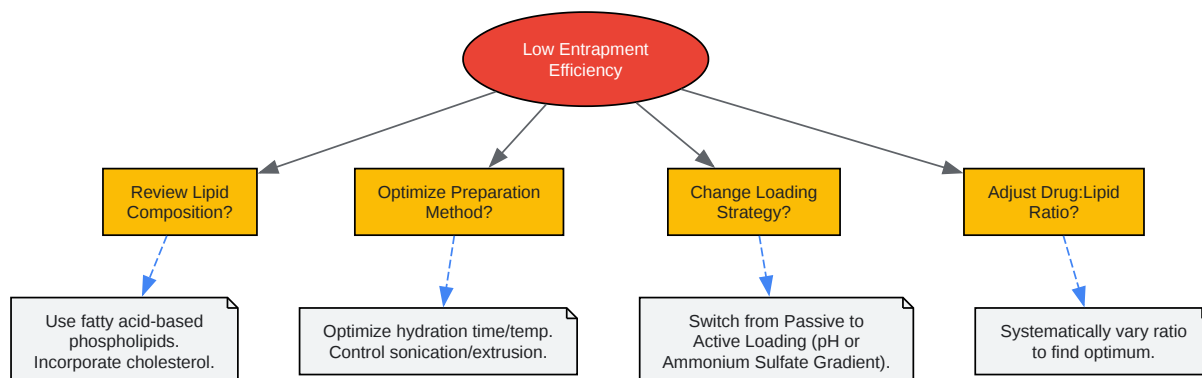 Low Entrapment
Efficiency
Review Lipid
Composition?
Optimize Preparation
Method?
Change Loading
Strategy?
Adjust Drug:Lipid
Ratio?
Use fatty acid-based
phospholipids.
Incorporate cholesterol.
Optimize hydration time/temp.
Control sonication/extrusion.
Switch from Passive to
Active Loading (pH or
Ammonium Sulfate Gradient).
Systematically vary ratio
to find optimum.